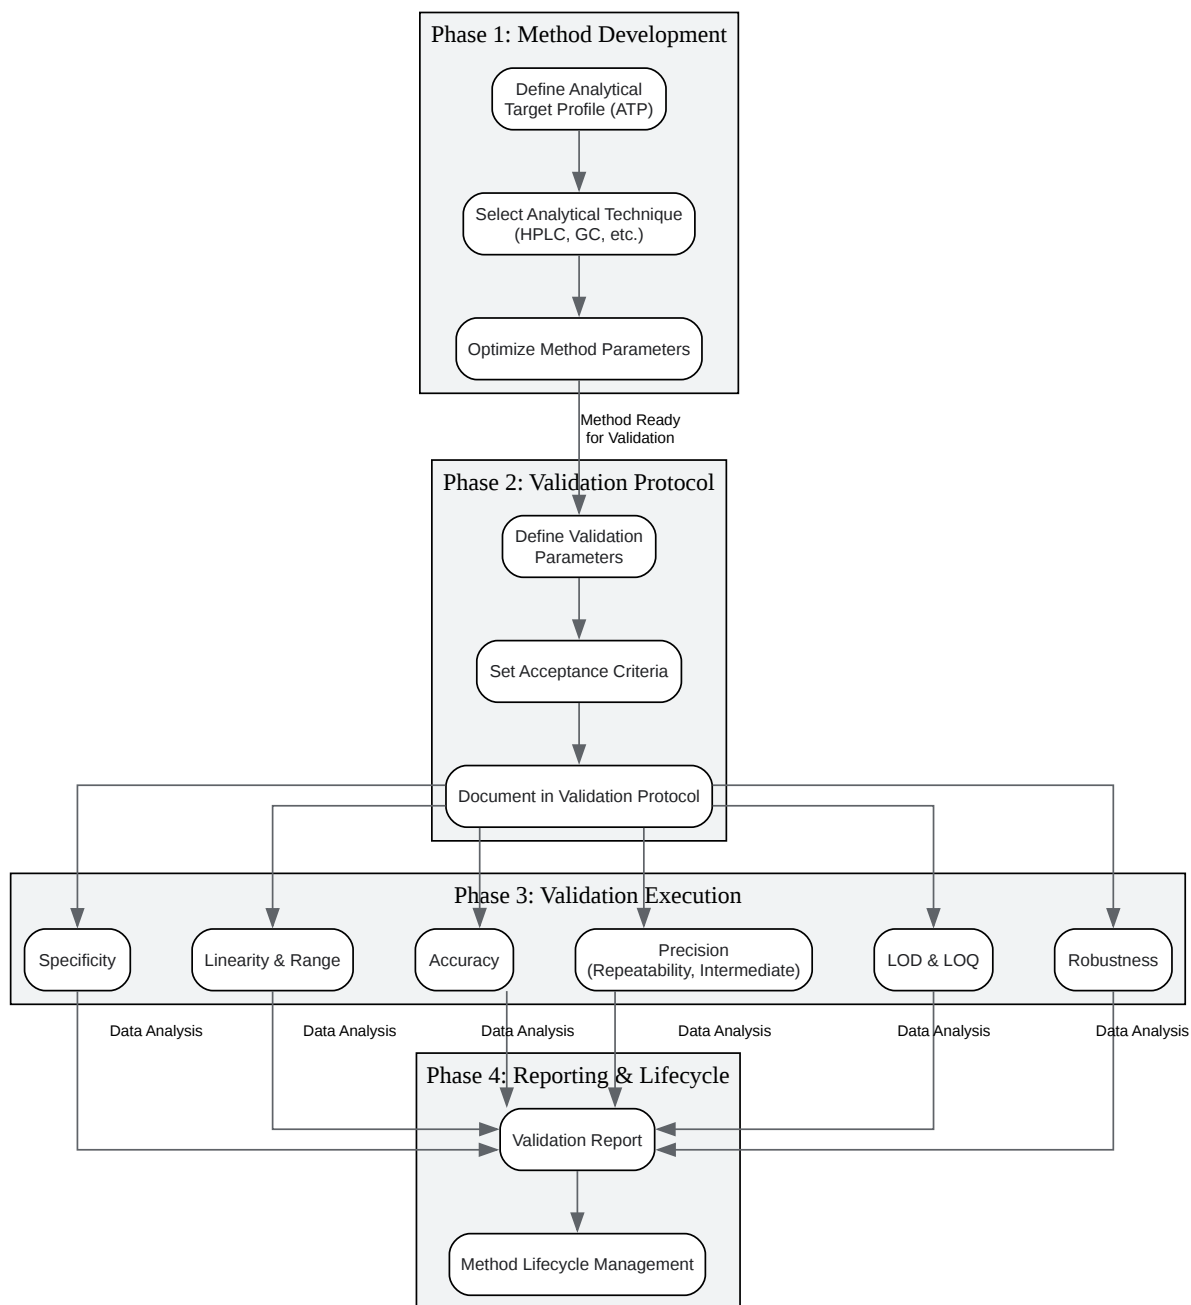 Phase 1: Method Development
Define Analytical
Target Profile (ATP)
Select Analytical Technique
(HPLC, GC, etc.)
Optimize Method Parameters
Method Ready
for Validation
Phase 2: Validation Protocol
Define Validation
Parameters
Set Acceptance Criteria
Document in Validation Protocol
Phase 3: Validation Execution
Specificity
Linearity & Range
Accuracy
Precision
(Repeatability, Intermediate)
LOD & LOQ
Robustness
Data Analysis
Data Analysis
Data Analysis
Data Analysis
Data Analysis
Data Analysis
Phase 4: Reporting & Lifecycle
Validation Report
Method Lifecycle Management